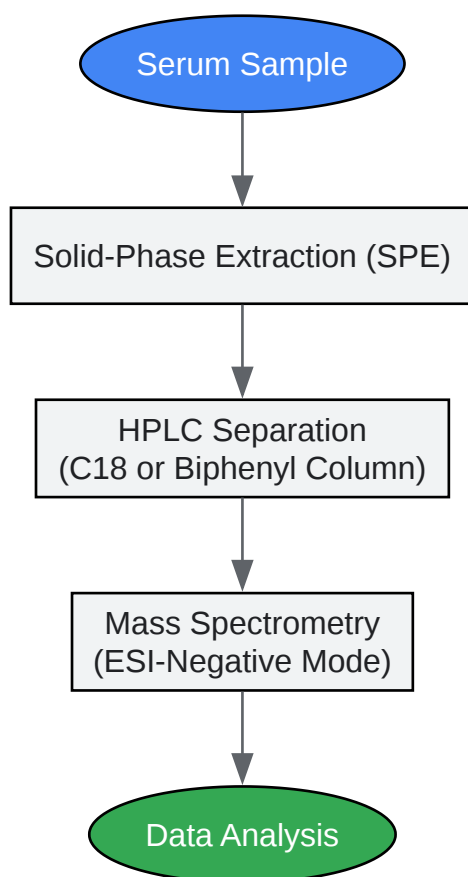 Serum Sample
Solid-Phase Extraction (SPE)
HPLC Separation
(C18 or Biphenyl Column)
Mass Spectrometry
(ESI-Negative Mode)
Data Analysis